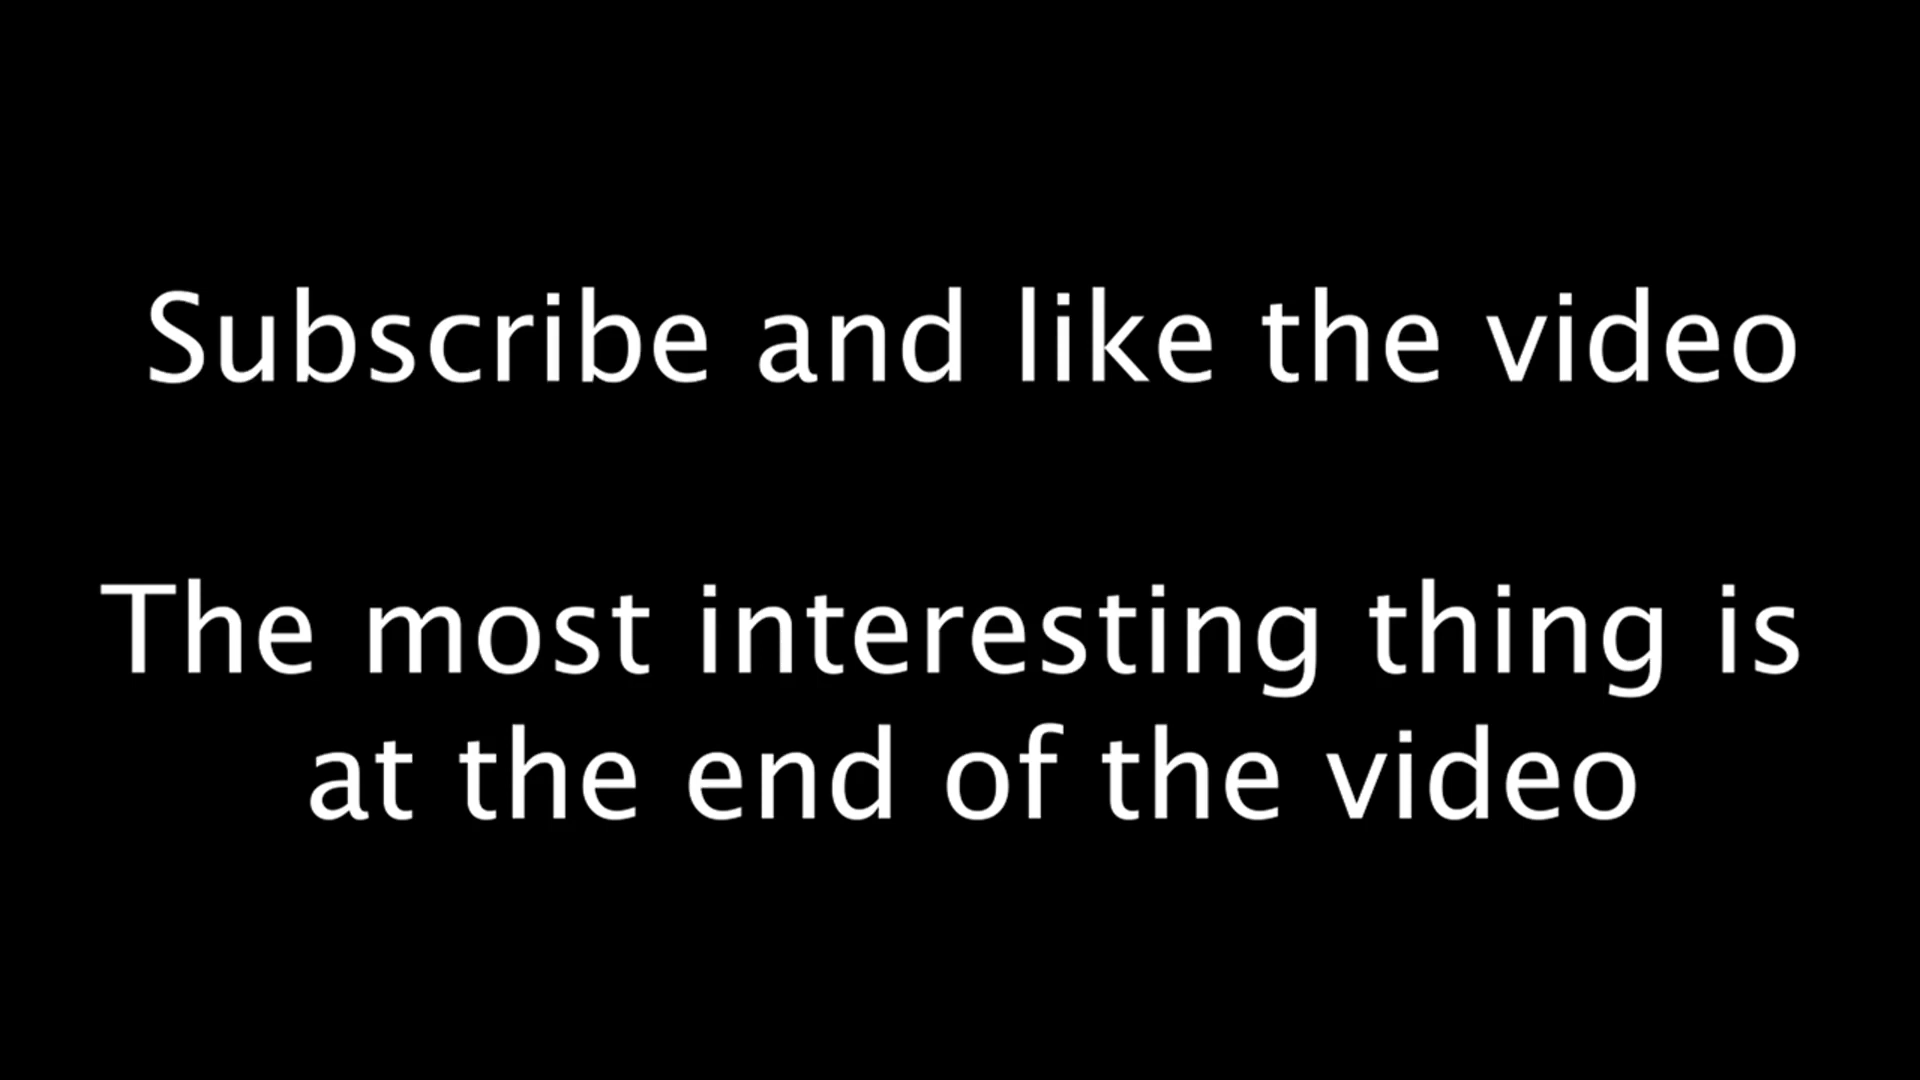 Subscribe and like the video
The most interesting thing is
at the end of the video